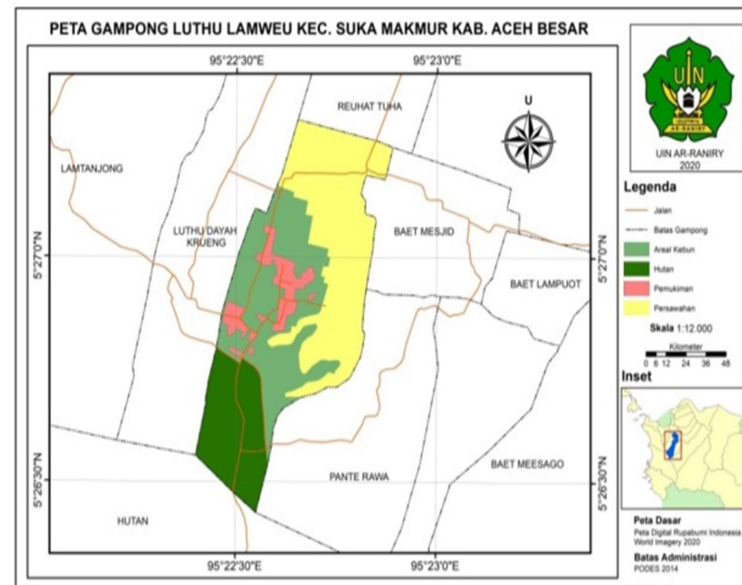 PETA GAMPONG LUTHU LAMWEU KEC. SUKA MAKMUR KAB. ACEH BESAR
95°22'30"E
95°23'0"E
REUHAT TUHA
U
LAMTANJONG
LUTHU DAYAH
KRUENG
BAET MESJID
5°27'0"N
5°27'0"N
BAET LAMPUOT
5°26'30"N
5°26'30"N
PANTE RAWA
BAET MEESAGO
HUTAN
95°22'30"E
95°23'0"E
UIN
AR-RANIRY
UIN AR-RANIRY
2020
Legenda
Jalan
Batas Gampong
Areal Kebun
Hutan
Pemukiman
Persawahan
Skala 1:12.000
Kilometer
0 6 12 24 36 48
Inset
Peta Dasar
Peta Digital Rupabumi Indonesia
World Imagery 2020
Batas Administrasi
PODES 2014